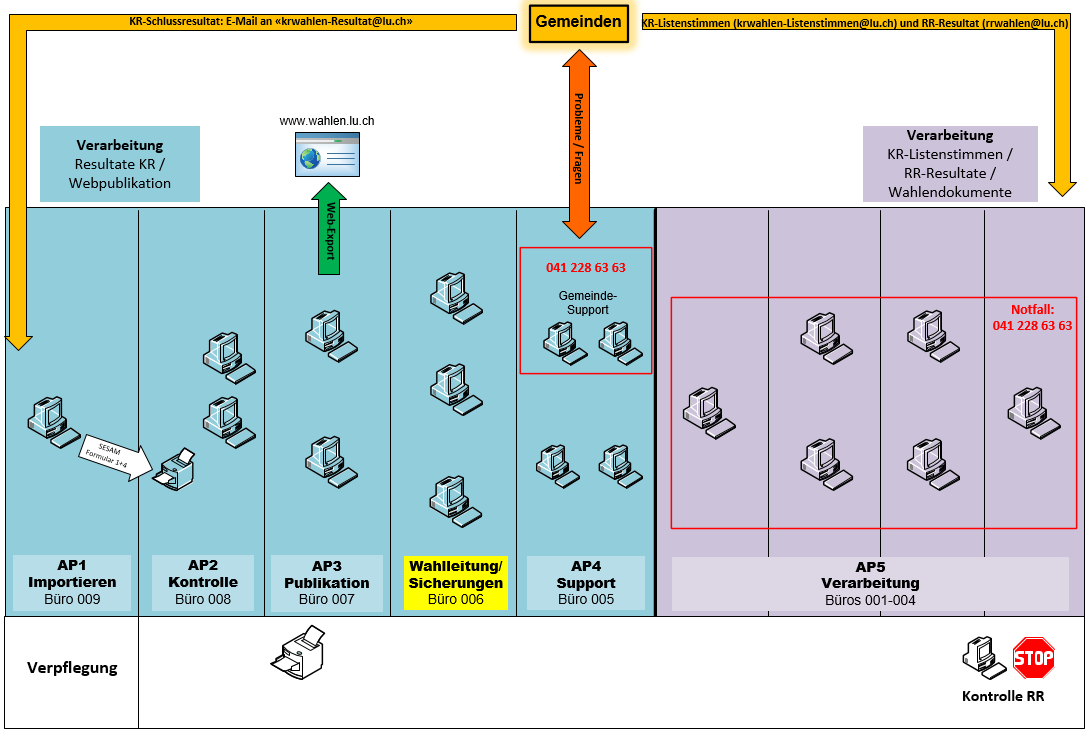 KR-Schlussresultat: E-Mail an «krwahlen-Resultat@lu.ch»
Gemeinden
KR-Listenstimmen (krwahlen-Listenstimmen@lu.ch) und RR-Resultat (rrwahlen@lu.ch)
Probleme / Fragen
www.wahlen.lu.ch
Web-Export
Verarbeitung
Resultate KR /
Webpublikation
Verarbeitung
KR-Listenstimmen /
RR-Resultate /
Wahlendokumente
041 228 63 63
Gemeinde-
Support
Notfall:
041 228 63 63
SESAM
Formular 1+4
AP1
Importieren
Büro 009
AP2
Kontrolle
Büro 008
AP3
Publikation
Büro 007
Wahlleitung/
Sicherungen
Büro 006
AP4
Support
Büro 005
AP5
Verarbeitung
Büros 001-004
Verpflegung
STOP
Kontrolle RR